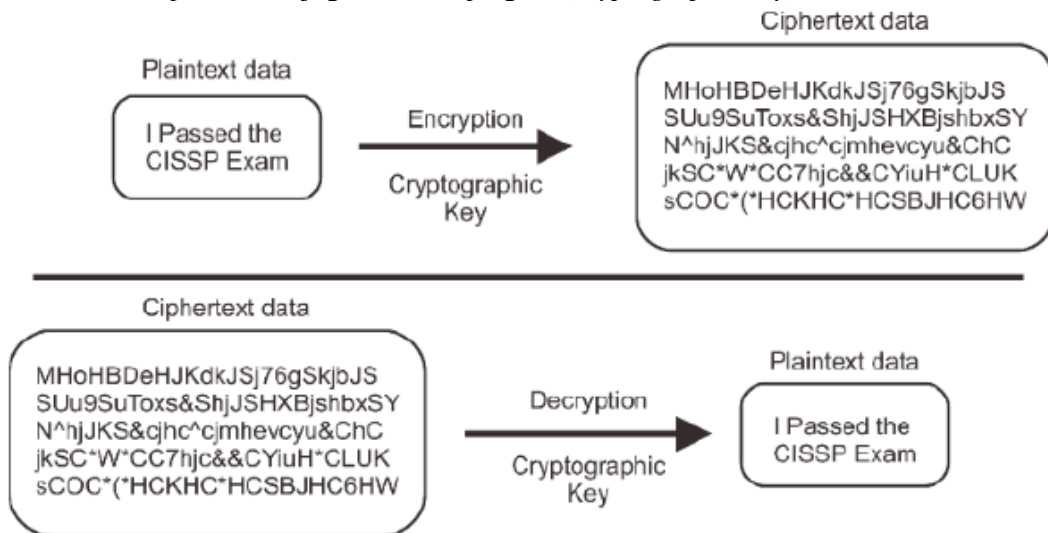 Ciphertext data
Plaintext data
MHoHBDeHJKdkJSj76gSkjbJS
SUu9SuToxs&ShjJSHXBjshbxSY
N^hjJKS&cjhc^cjmhevcyu&ChC
jkSC*W*CC7hjc&&CYiuH*CLUK
sCOC*(*HCKHC*HCSBJHC6HW
I Passed the
CISSP Exam
Encryption
Cryptographic
Key
Ciphertext data
MHoHBDeHJKdkJSj76gSkjbJS
SUu9SuToxs&ShjJSHXBjshbxSY
N^hjJKS&cjhc^cjmhevcyu&ChC
jkSC*W*CC7hjc&&CYiuH*CLUK
sCOC*(*HCKHC*HCSBJHC6HW
Decryption
Cryptographic
Key
Plaintext data
I Passed the
CISSP Exam